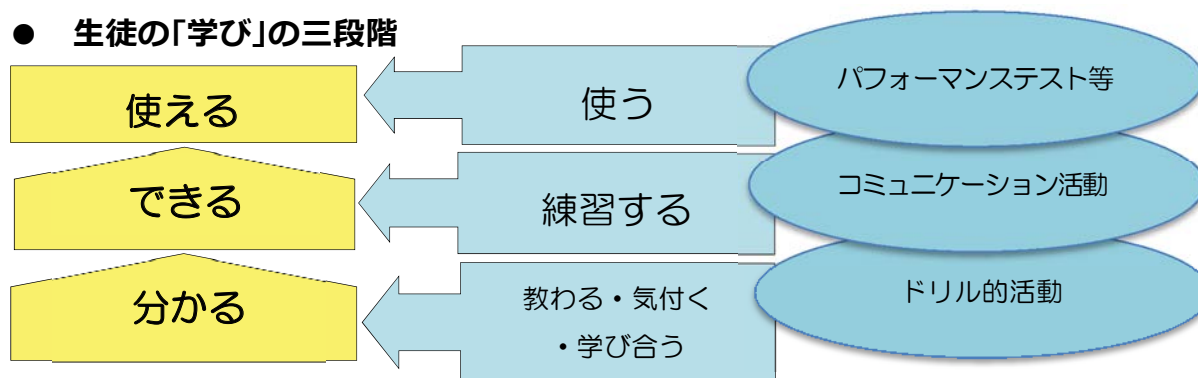 ● 生徒の「学び」の三段階
使える
使う
パフォーマンステスト等
できる
練習する
コミュニケーション活動
分かる
教わる・気付く
・学び合う
ドリル的活動